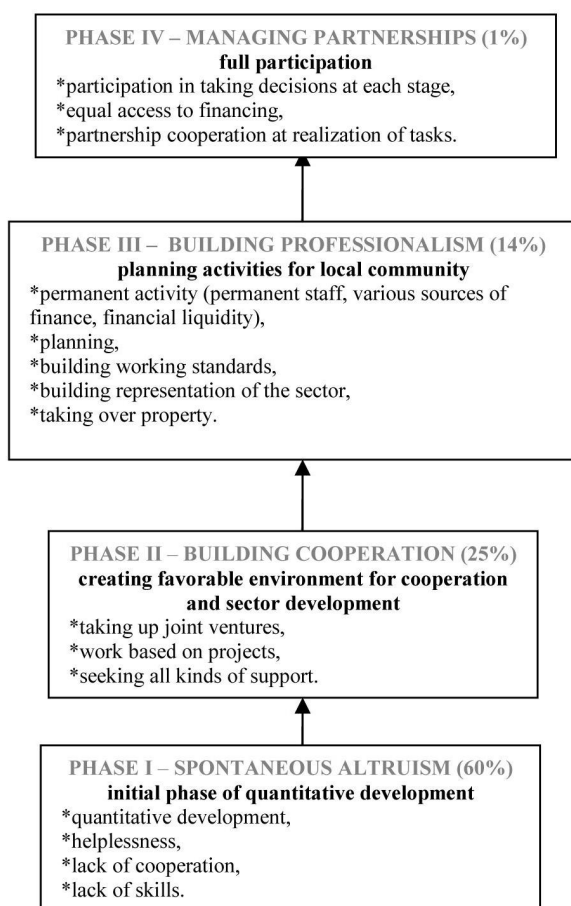 PHASE IV – MANAGING PARTNERSHIPS (1%)
full participation
*participation in taking decisions at each stage,
*equal access to financing,
*partnership cooperation at realization of tasks.
PHASE III – BUILDING PROFESSIONALISM (14%)
planning activities for local community
*permanent activity (permanent staff, various sources of
finance, financial liquidity),
*planning,
*building working standards,
*building representation of the sector,
*taking over property.
PHASE II – BUILDING COOPERATION (25%)
creating favorable environment for cooperation
and sector development
*taking up joint ventures,
*work based on projects,
*seeking all kinds of support.
PHASE I – SPONTANEOUS ALTRUISM (60%)
initial phase of quantitative development
*quantitative development,
*helplessness,
*lack of cooperation,
*lack of skills.